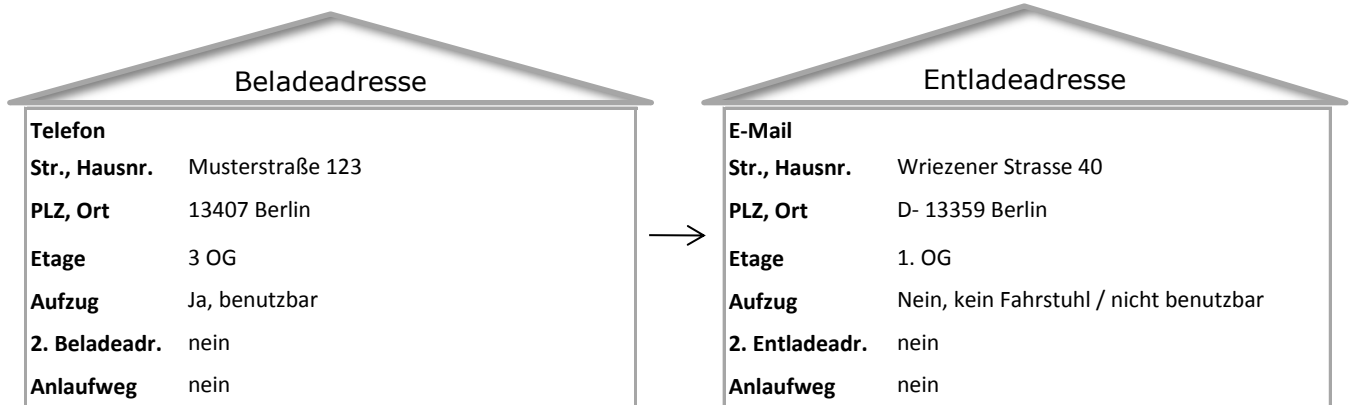 Beladeadresse
Telefon
Str., Hausnr. Musterstraße 123
PLZ, Ort 13407 Berlin
Etage 3 OG
Aufzug Ja, benutzbar
2. Beladeadr. nein
Anlaufweg nein
Entladeadresse
E-Mail
Str., Hausnr. Wriezener Strasse 40
PLZ, Ort D- 13359 Berlin
Etage 1. OG
Aufzug Nein, kein Fahrstuhl / nicht benutzbar
2. Entladeadr. nein
Anlaufweg nein